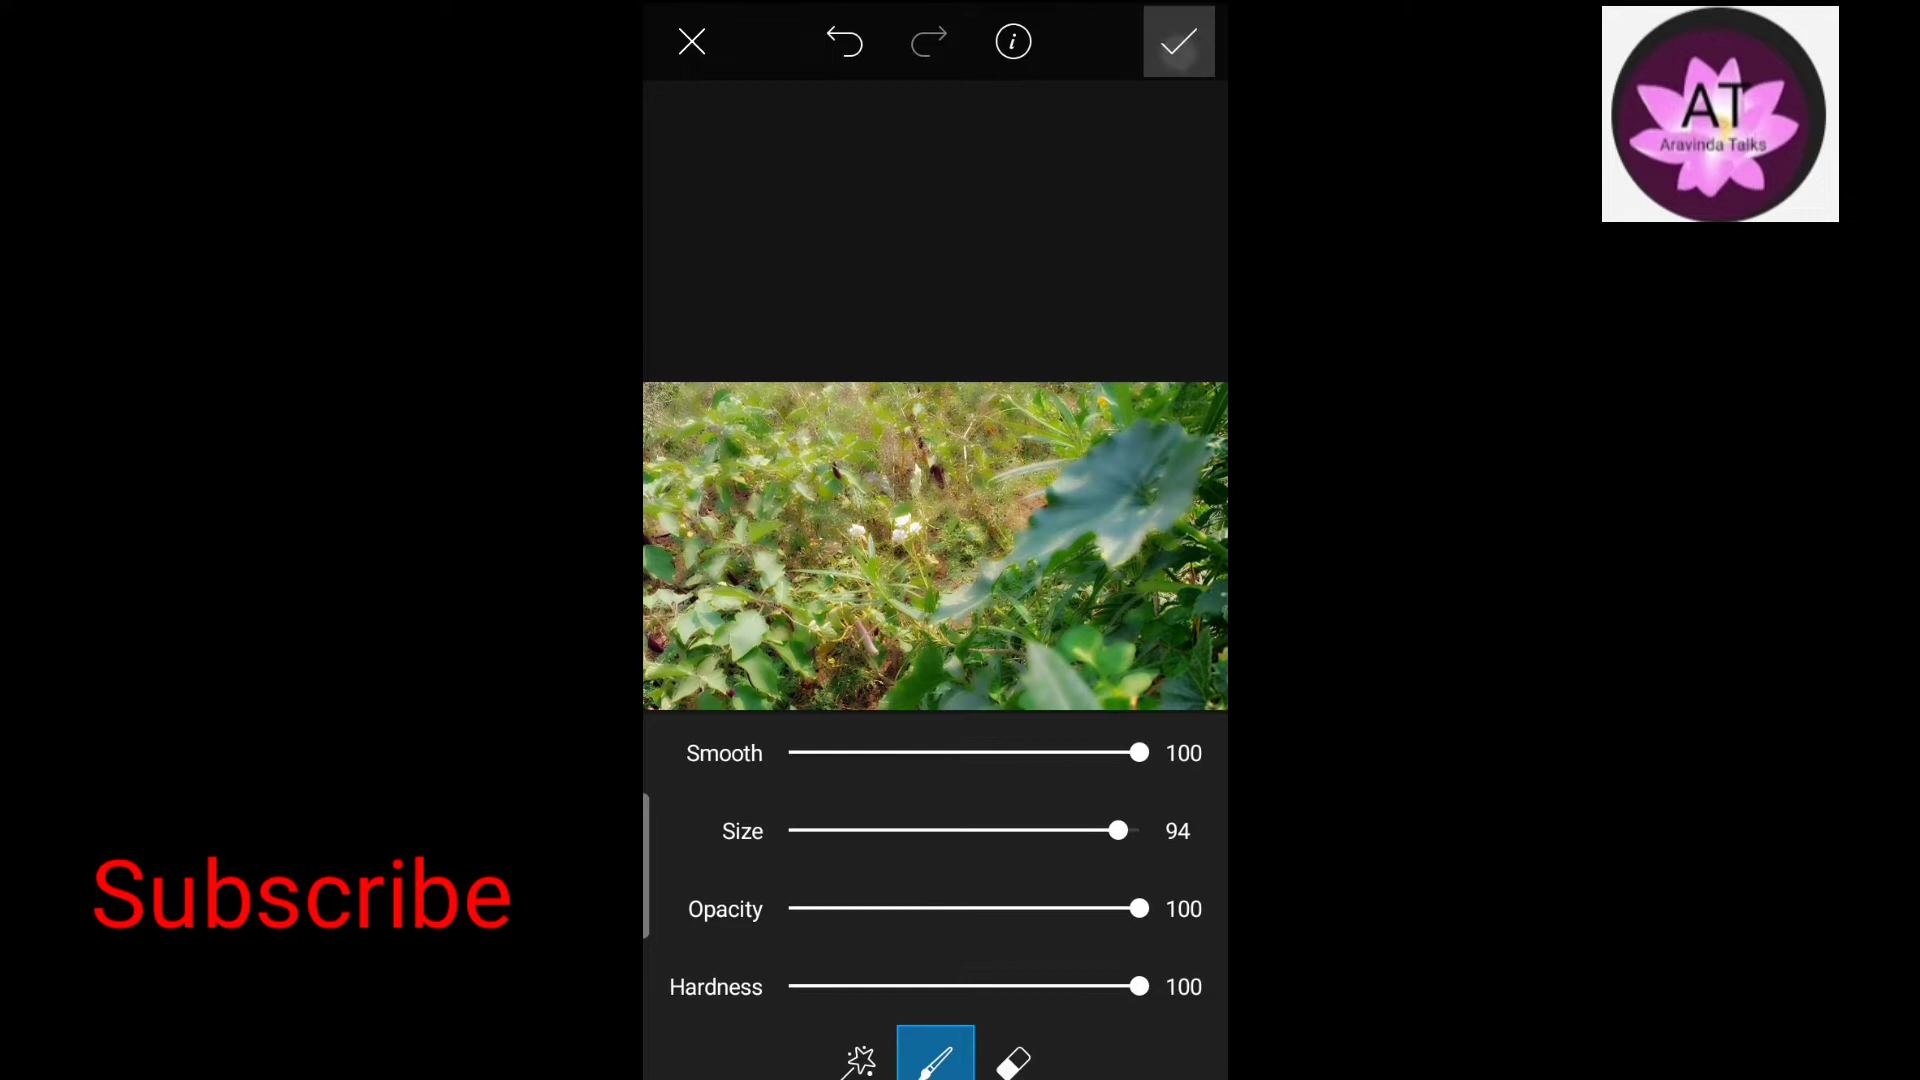 AT
Aravinda Talks
Smooth 100
Size 94
Opacity 100
Hardness 100
Subscribe